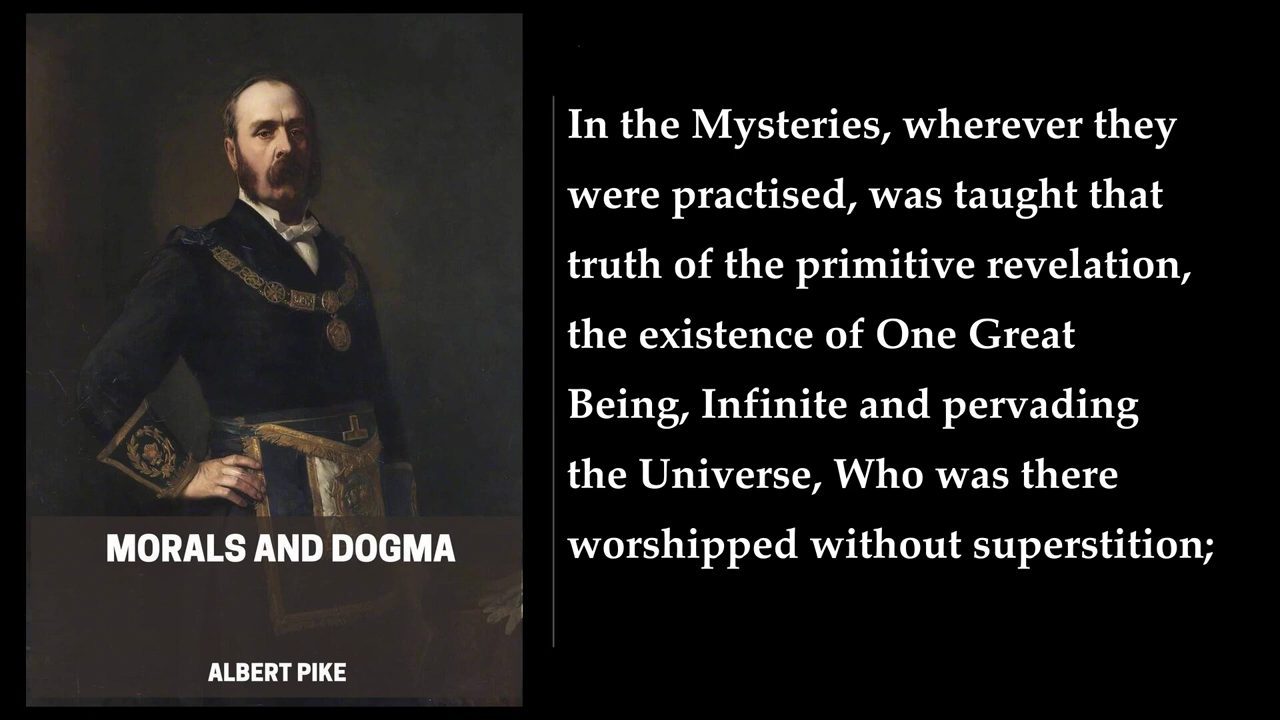 MORALS AND DOGMA
ALBERT PIKE
In the Mysteries, wherever they
were practised, was taught that
truth of the primitive revelation,
the existence of One Great
Being, Infinite and pervading
the Universe, Who was there
worshipped without superstition;